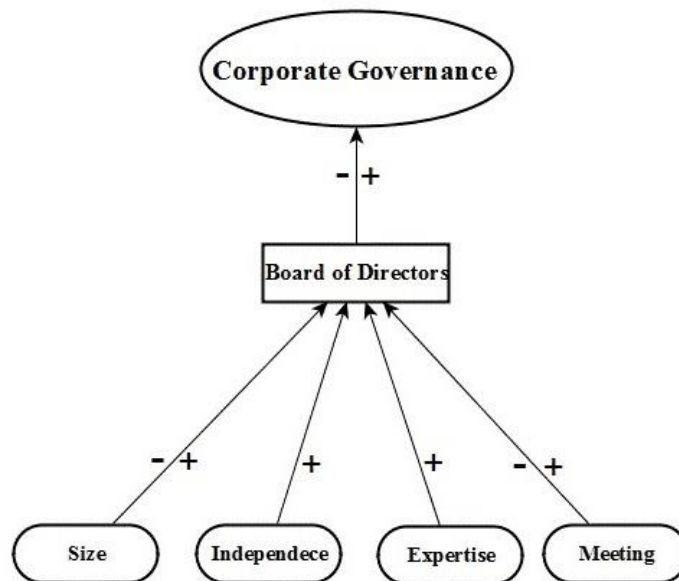 Corporate Governance
- +
Board of Directors
- + + + - +
Size Independece Expertise Meeting